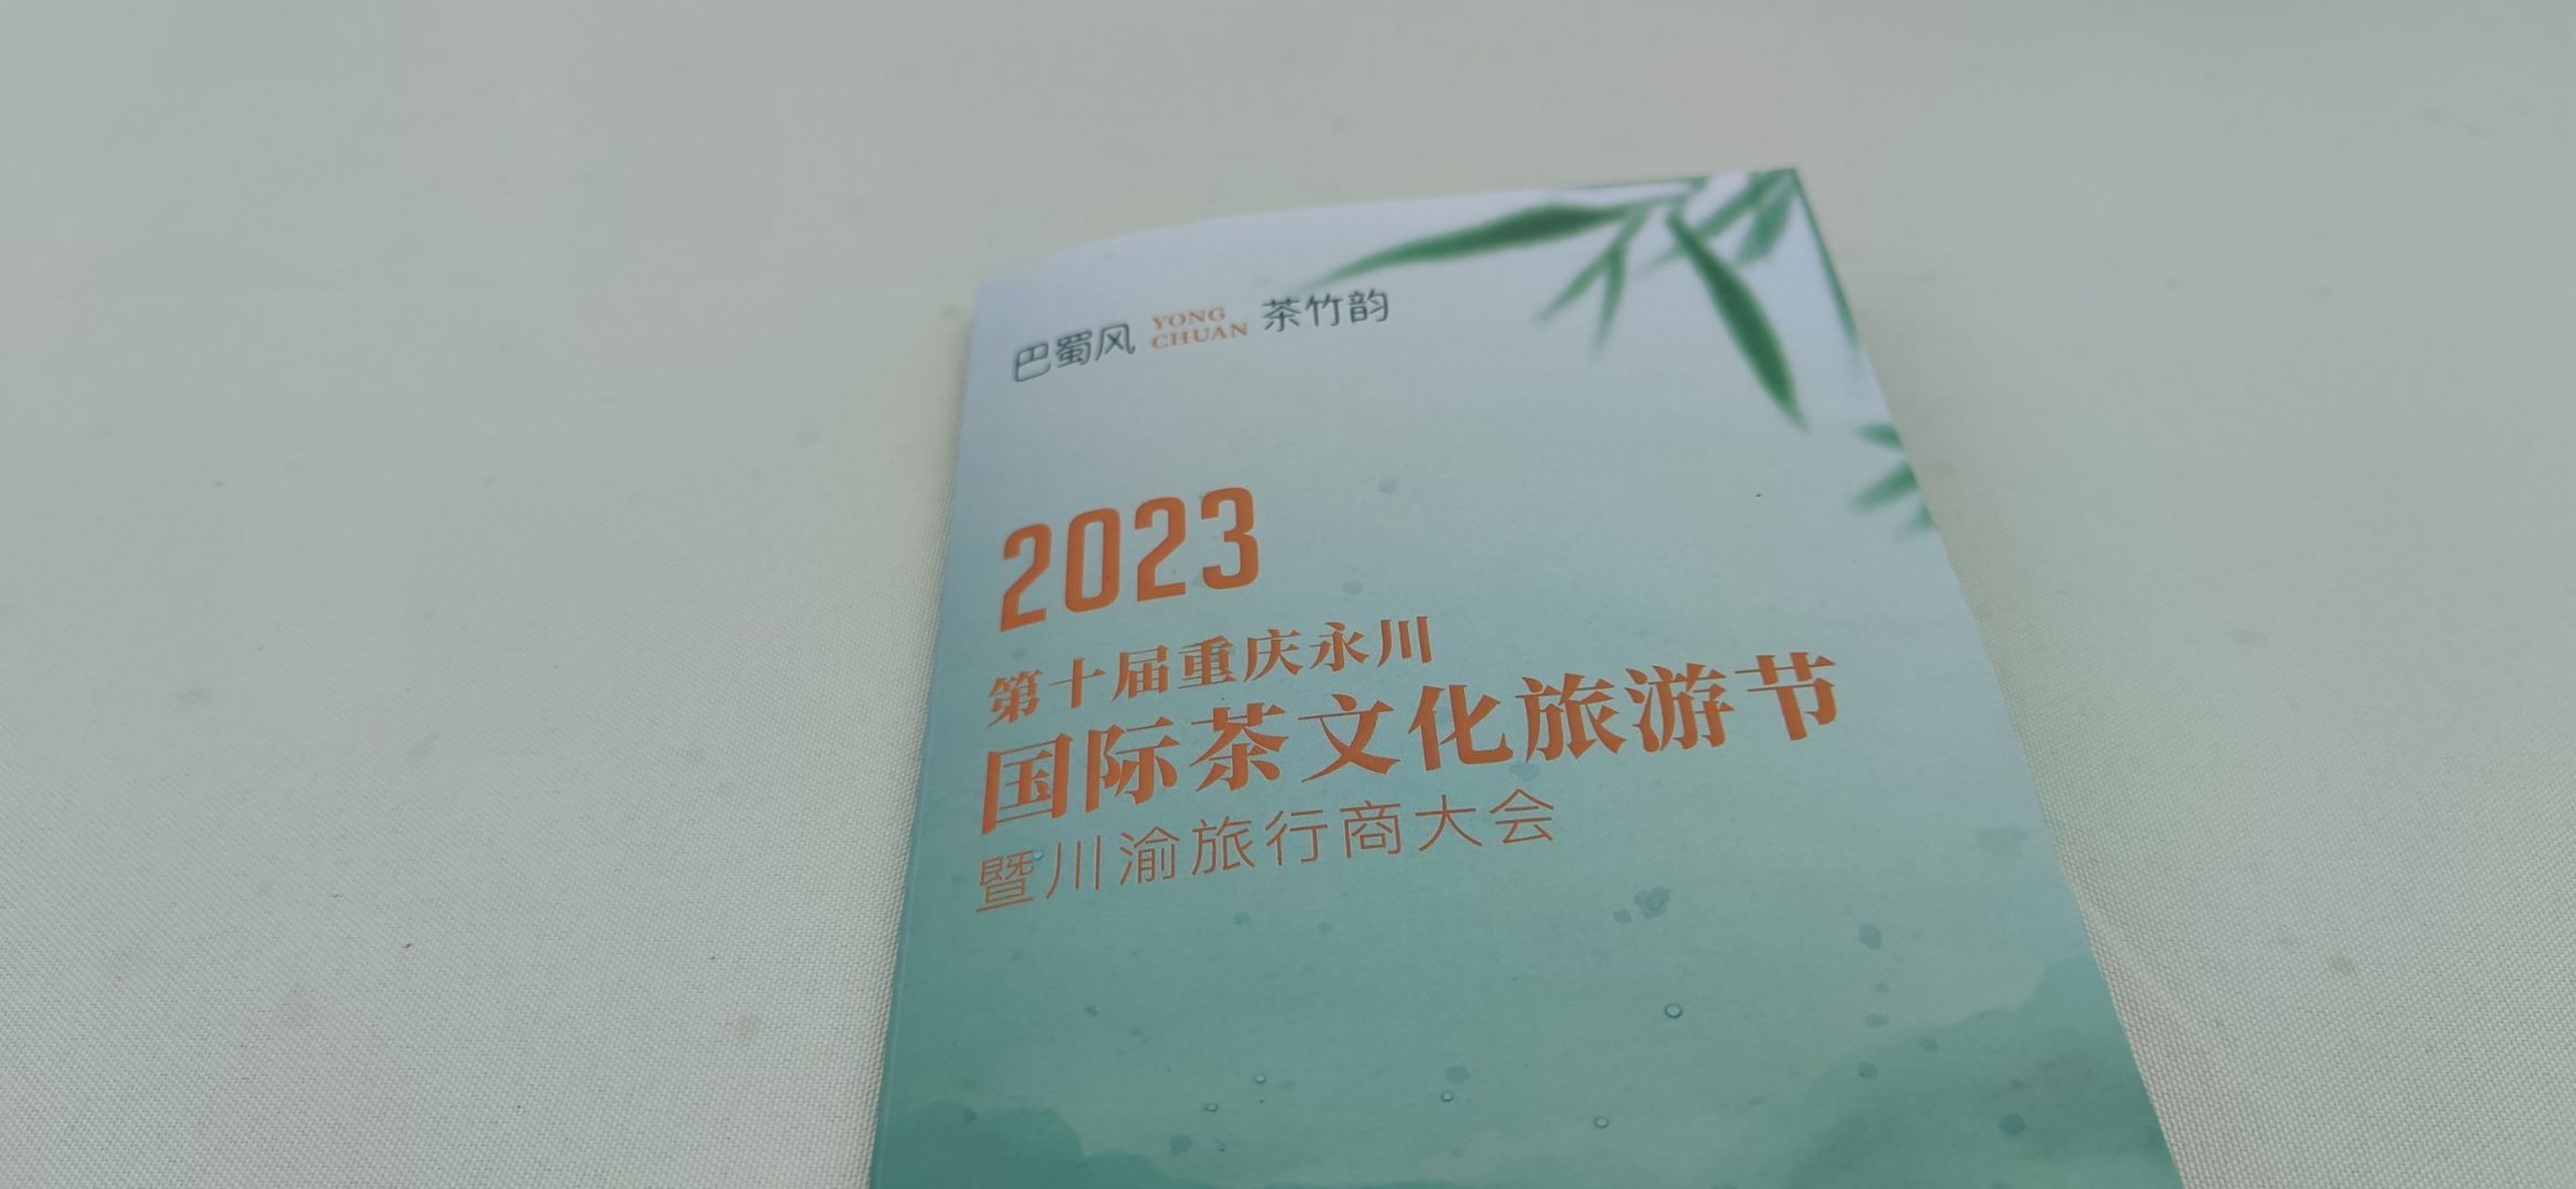 巴蜀风 YONG CHUAN 茶竹韵
2023
第十届重庆永川
国际茶文化旅游节
暨川渝旅行商大会